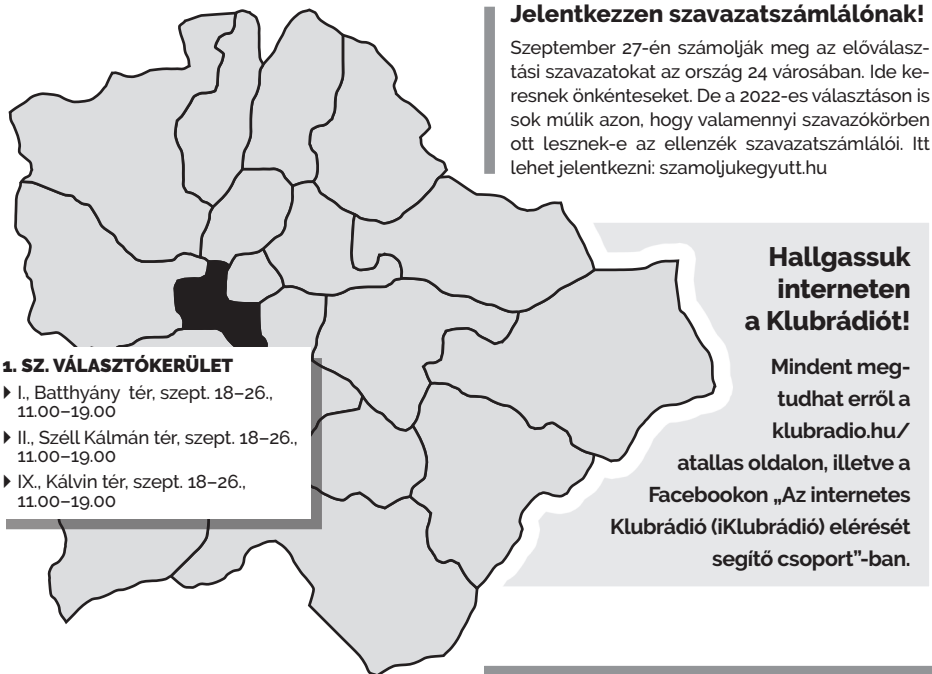 Jelentkezzen szavazatszámlálónak!
Szeptember 27-én számolják meg az előválasz-
tási szavazatokat az ország 24 városában. Ide ke-
resnek önkénteseket. De a 2022-es választáson is
sok múlik azon, hogy valamennyi szavazókörben
ott lesznek-e az ellenzék szavazatszámlálói. Itt
lehet jelentkezni: szamoljukegyutt.hu
Hallgassuk
interneten
a Klubrádiót!
Mindent meg-
tudhat erről a
klubradio.hu/
atallas oldalon, illetve a
Facebookon „Az internetes
Klubrádió (iKlubrádió) elérését
segítő csoport”-ban.
1. SZ. VÁLASZTÓKERÜLET
▶ I., Batthyány tér, szept. 18–26.,
11.00–19.00
▶ II., Széll Kálmán tér, szept. 18–26.,
11.00–19.00
▶ IX., Kálvin tér, szept. 18–26.,
11.00–19.00